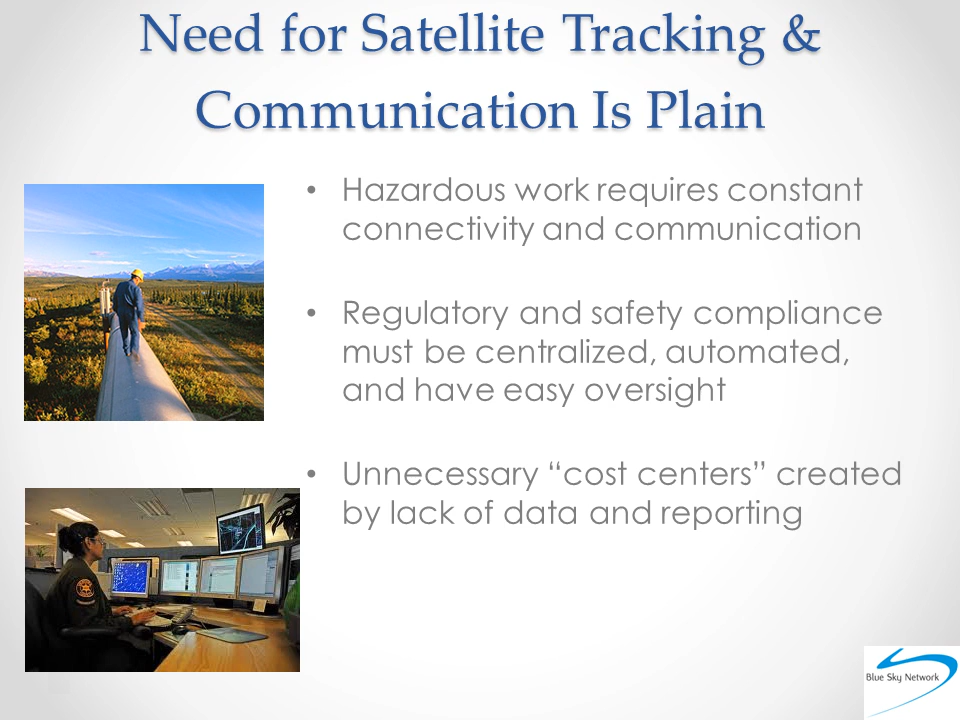 Need for Satellite Tracking &
Communication Is Plain
• Hazardous work requires constant
connectivity and communication
• Regulatory and safety compliance
must be centralized, automated,
and have easy oversight
• Unnecessary “cost centers” created
by lack of data and reporting
Blue Sky Network